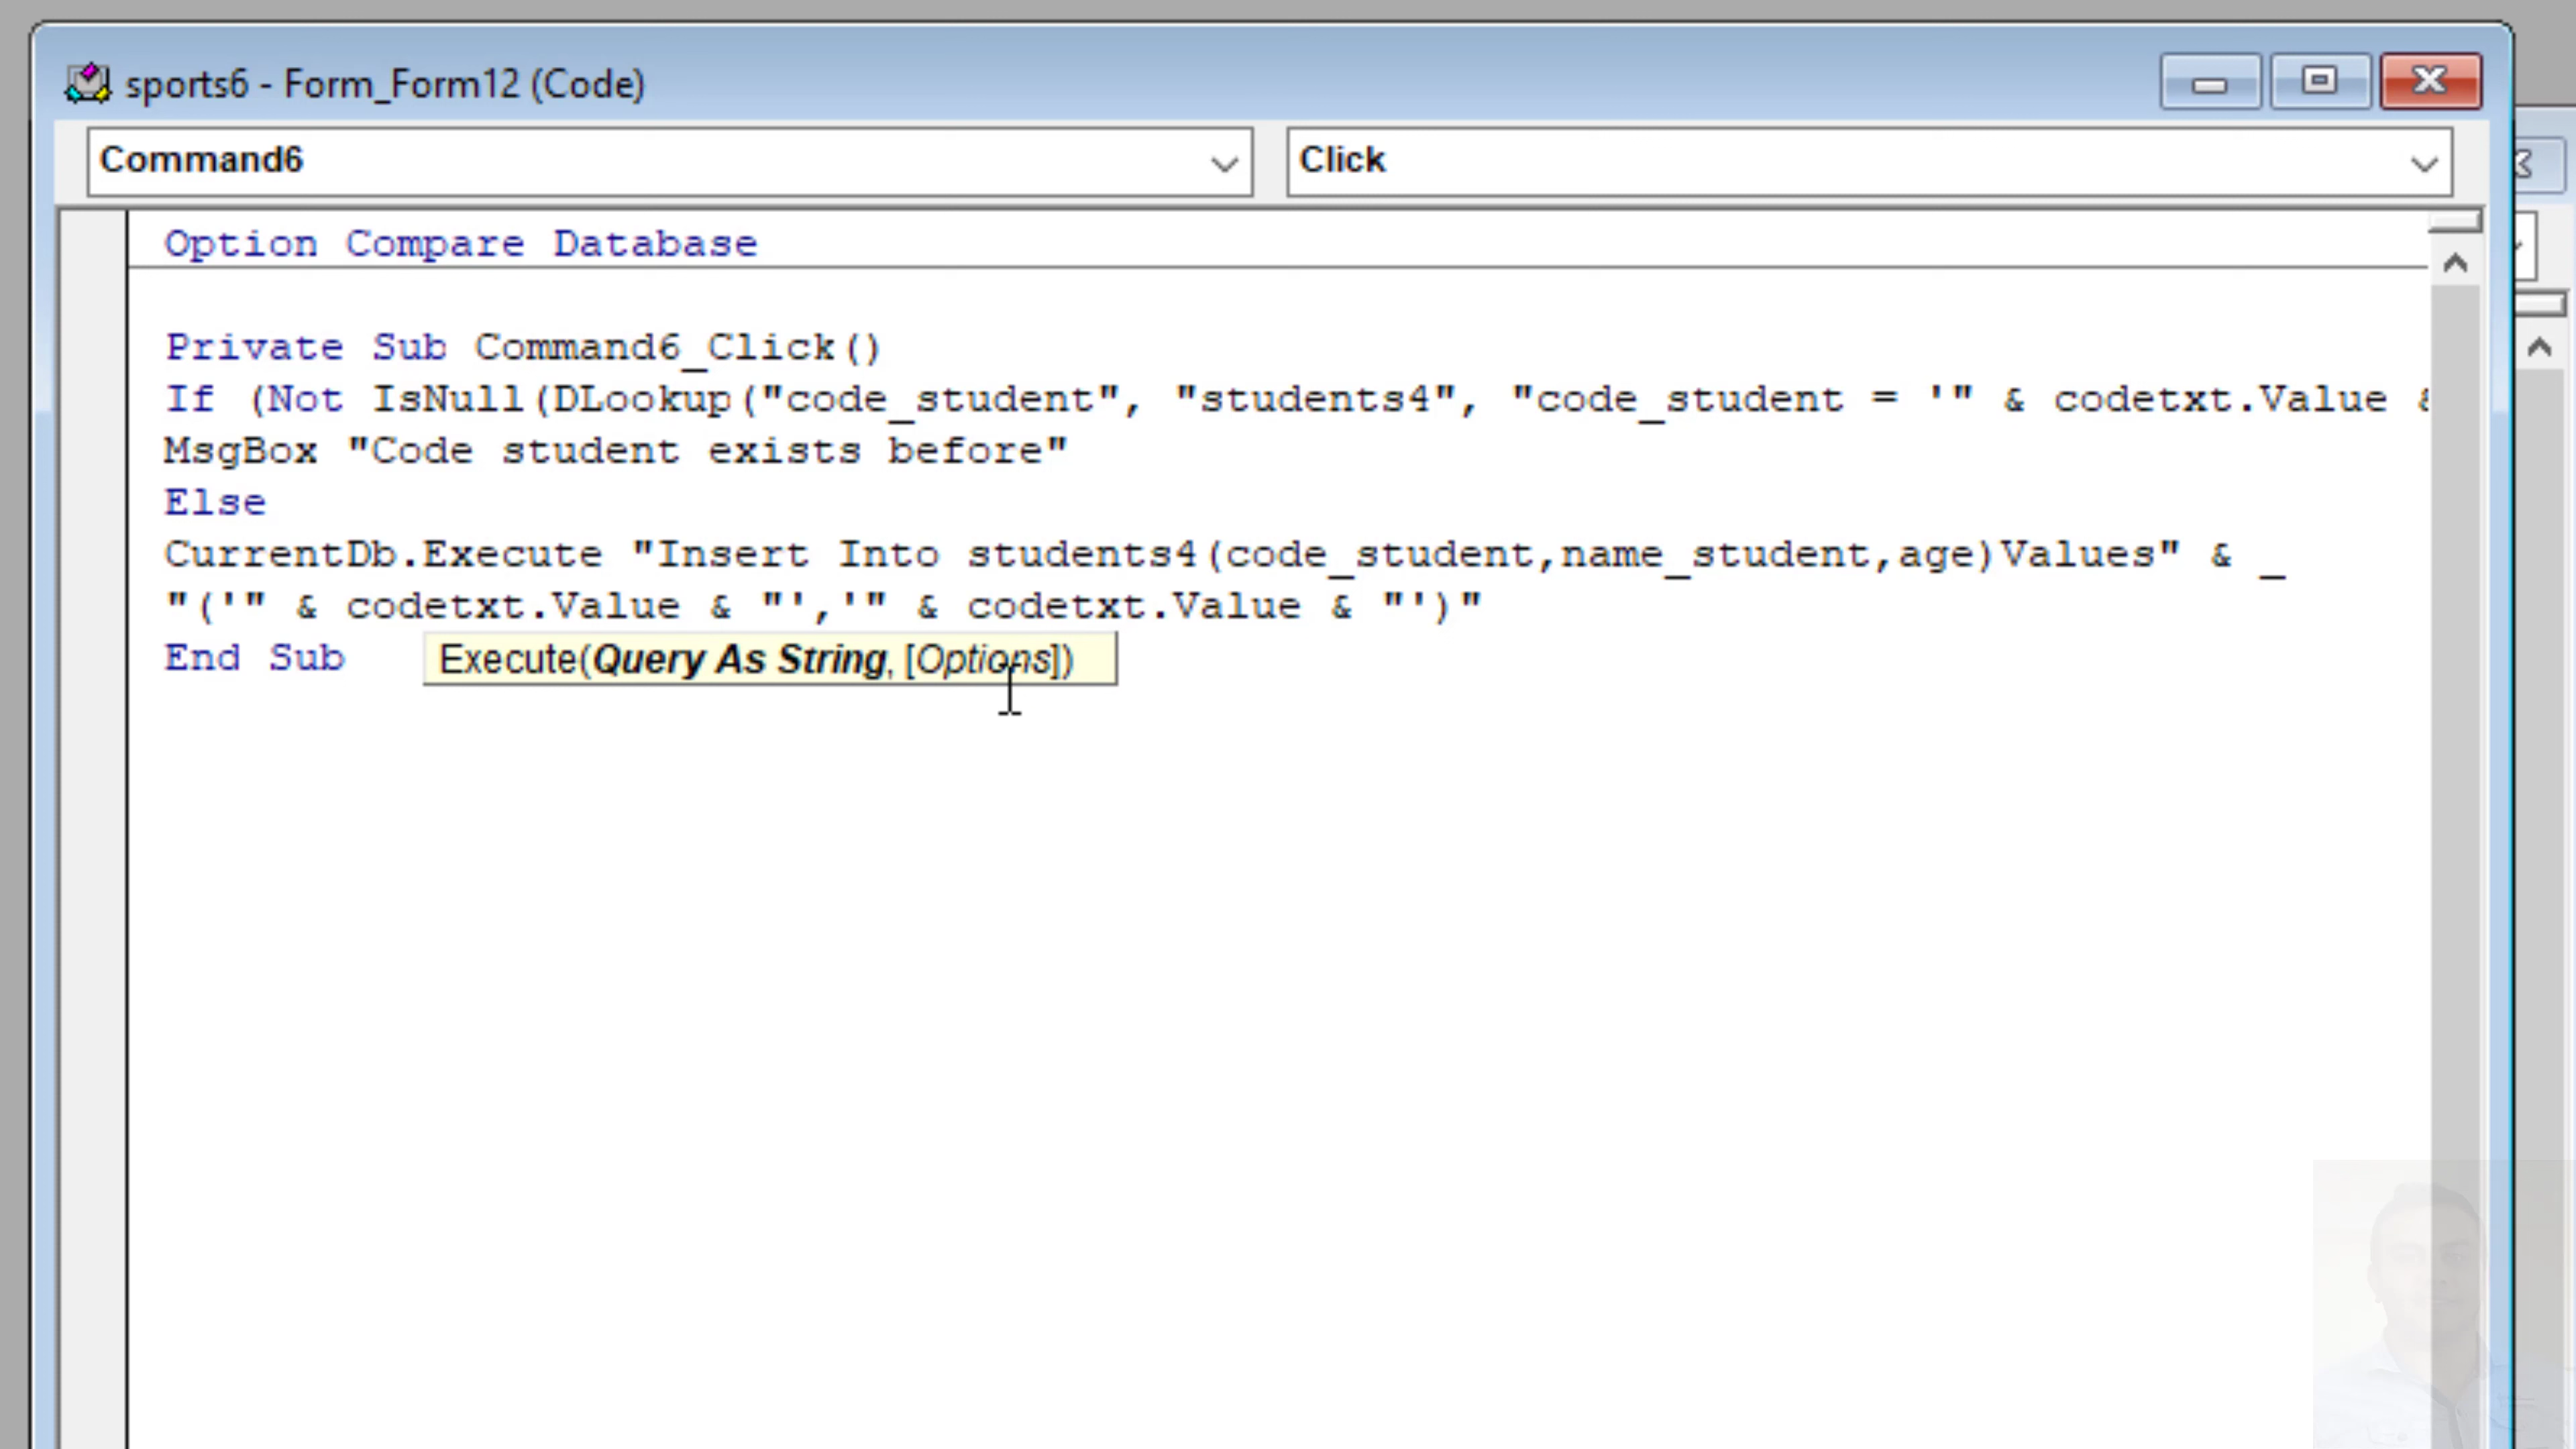 sports6 - Form_Form12 (Code)
Command6
Click
Option Compare Database
Private Sub Command6_Click()
If (Not IsNull(DLookup("code_student", "students4", "code_student = '" & codetxt.Value &
MsgBox "Code student exists before"
Else
CurrentDb.Execute "Insert Into students4(code_student,name_student,age)Values" & _
"('" & codetxt.Value & "','" & codetxt.Value & "')"
End Sub
Execute(Query As String, [Options])